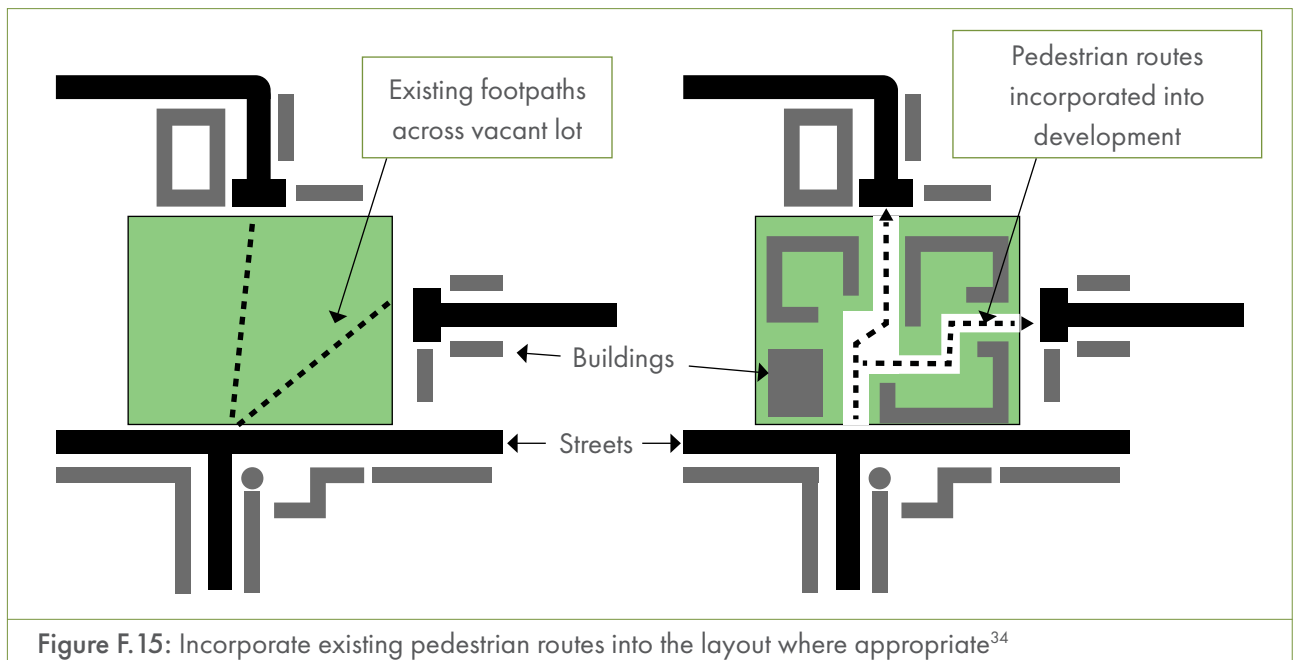 Existing footpaths
across vacant lot
Pedestrian routes
incorporated into
development
Buildings
Streets
Figure F.15: Incorporate existing pedestrian routes into the layout where appropriate³⁴